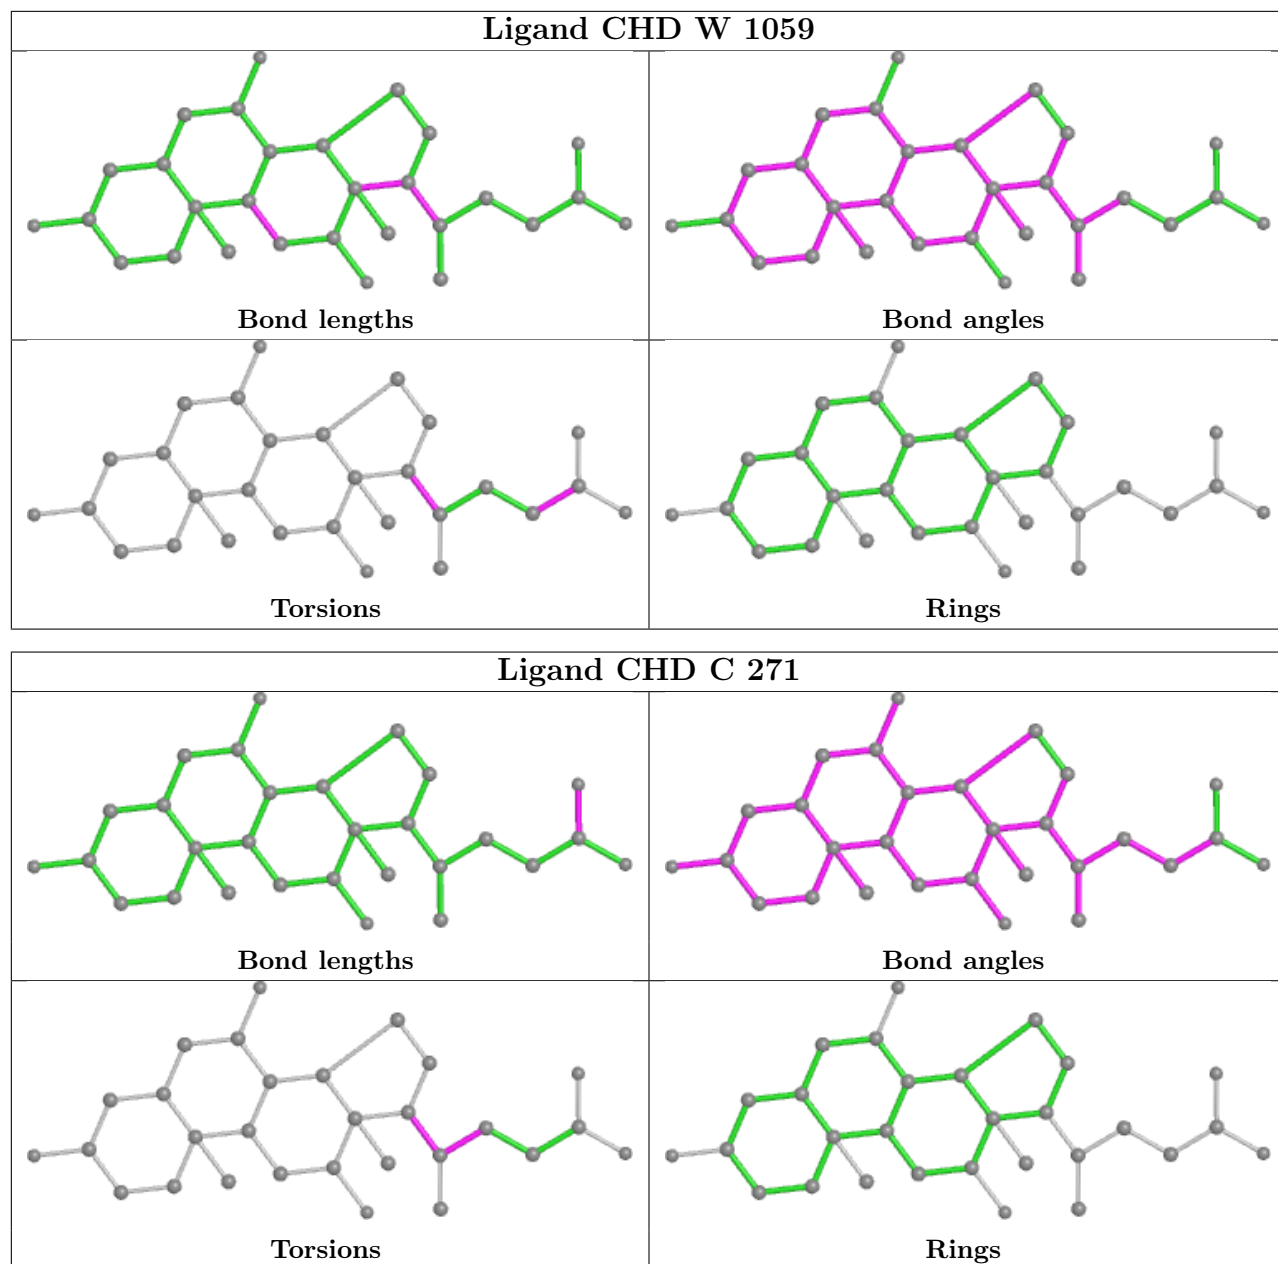 Ligand CHD W 1059
Bond lengths
Bond angles
Torsions
Rings
Ligand CHD C 271
Bond lengths
Bond angles
Torsions
Rings